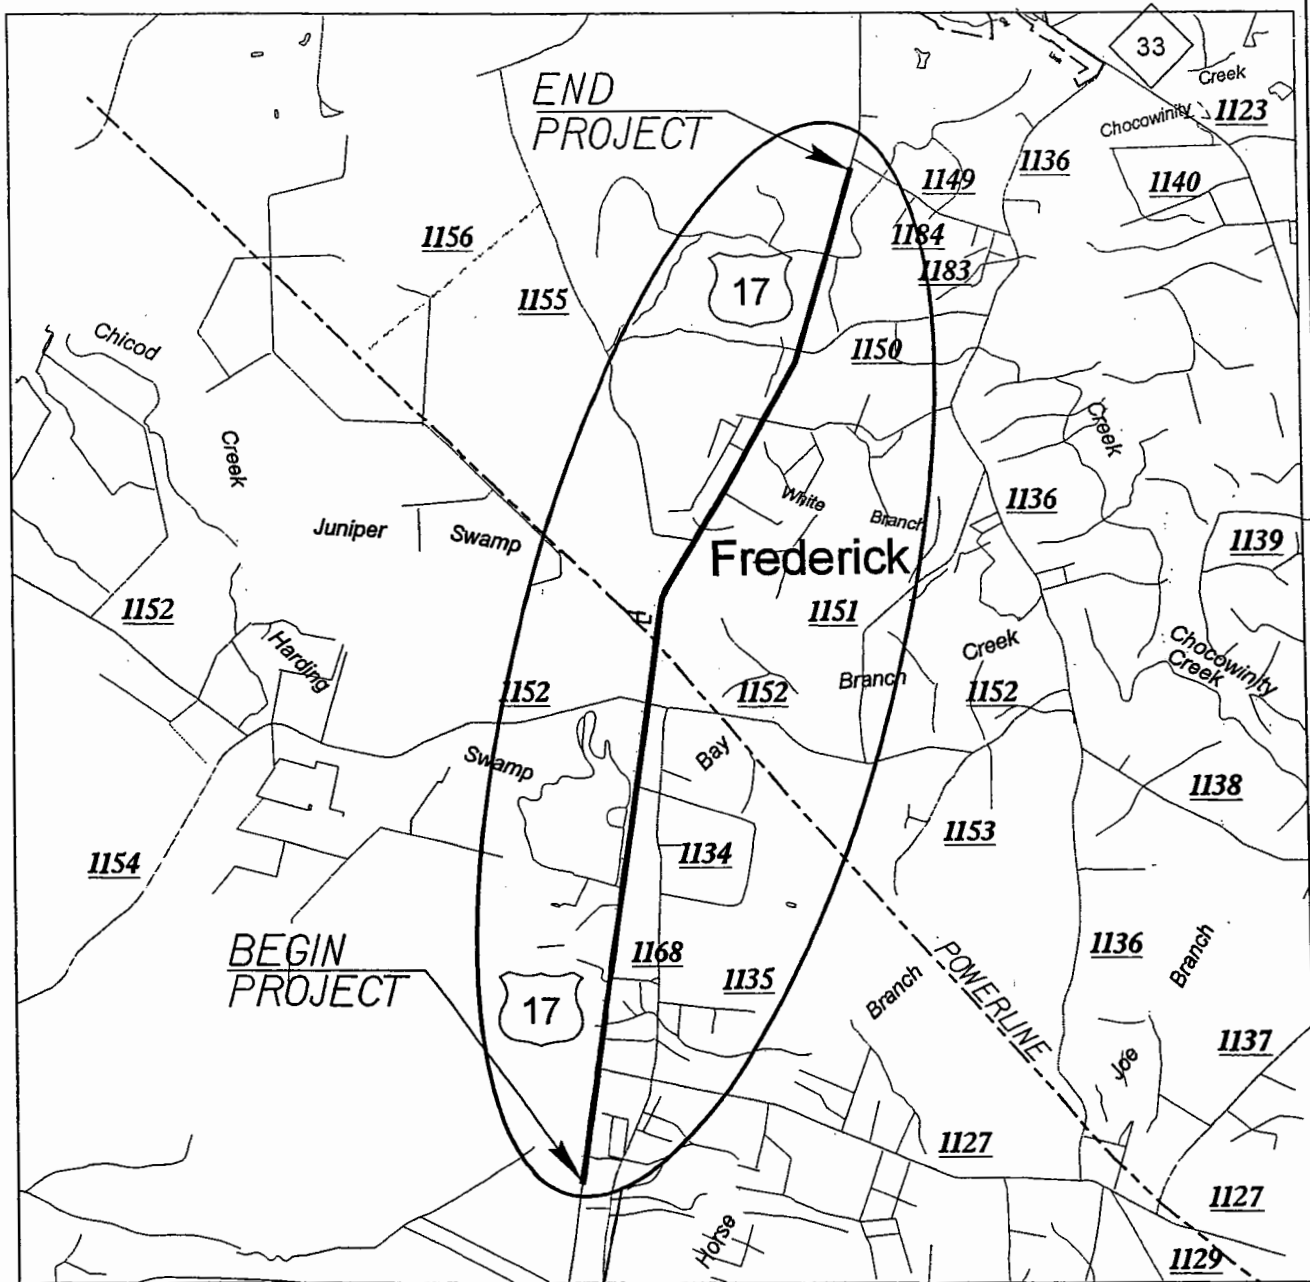 33
Creek
END
PROJECT
Chocowinity
1123
1149
1136
1140
1156
1184
1183
17
1155
Chicod
1150
Creek
Creek
White
1136
Branch
Juniper
Swamp
Frederick
1139
1152
1151
Harding
Creek
Chocowinity
Creek
1152
1152
Branch
1152
Swamp
Bay
1138
1153
1134
1154
BEGIN
PROJECT
1168
1135
1136
Branch
Branch
POWERLINE
17
1137
Joe
1127
1127
Horse
1129